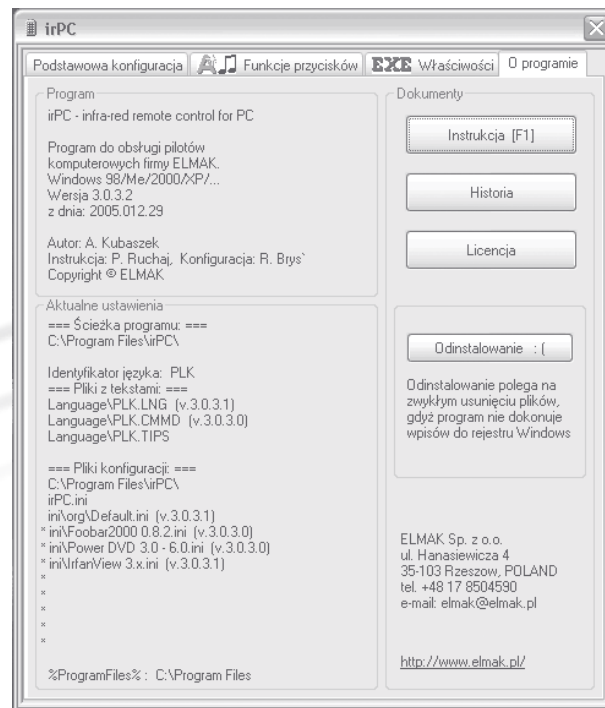 irPC
Podstawowa konfiguracja
Funkcje przycisków
EXE Właściwości
O programie
Program
irPC - infra-red remote control for PC
Program do obsługi pilotów
komputerowych firmy ELMAK.
Windows 98/Me/2000/XP/...
Wersja 3.0.3.2
z dnia: 2005.012.29
Autor: A. Kubaszek
Instrukcja: P. Ruchaj, Konfiguracja: R. Brys`
Copyright © ELMAK
Aktualne ustawienia
=== Ścieżka programu: ===
C:\Program Files\irPC\
Identyfikator języka: PLK
=== Pliki z tekstami: ===
Language\PLK.LNG (v.3.0.3.1)
Language\PLK.CMMD (v.3.0.3.0)
Language\PLK.TIPS
=== Pliki konfiguracji: ===
C:\Program Files\irPC\
irPC.ini
ini\org\Default.ini (v.3.0.3.1)
* ini\Foobar2000 0.8.2.ini (v.3.0.3.0)
* ini\Power DVD 3.0 - 6.0.ini (v.3.0.3.0)
* ini\IrfanView 3.x.ini (v.3.0.3.1)
*
*
*
*
*
%ProgramFiles% : C:\Program Files
Dokumenty
Instrukcja [F1]
Historia
Licencja
Odinstalowanie : (
Odinstalowanie polega na
zwykłym usunięciu plików,
gdyż program nie dokonuje
wpisów do rejestru Windows
ELMAK Sp. z o.o.
ul. Hanasiewicza 4
35-103 Rzeszow, POLAND
tel. +48 17 8504590
e-mail: elmak@elmak.pl
http://www.elmak.pl/